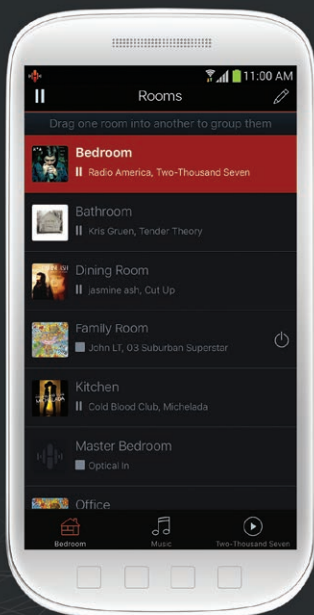 11:00 AM
Rooms
Drag one room into another to group them
Bedroom
Radio America, Two-Thousand Seven
Bathroom
Kris Gruen, Tender Theory
Dining Room
jasmine ash, Cut Up
Family Room
John LT, 03 Suburban Superstar
Kitchen
Cold Blood Club, Michelada
Master Bedroom
Optical In
Office
Bedroom
Music
Two-Thousand Seven